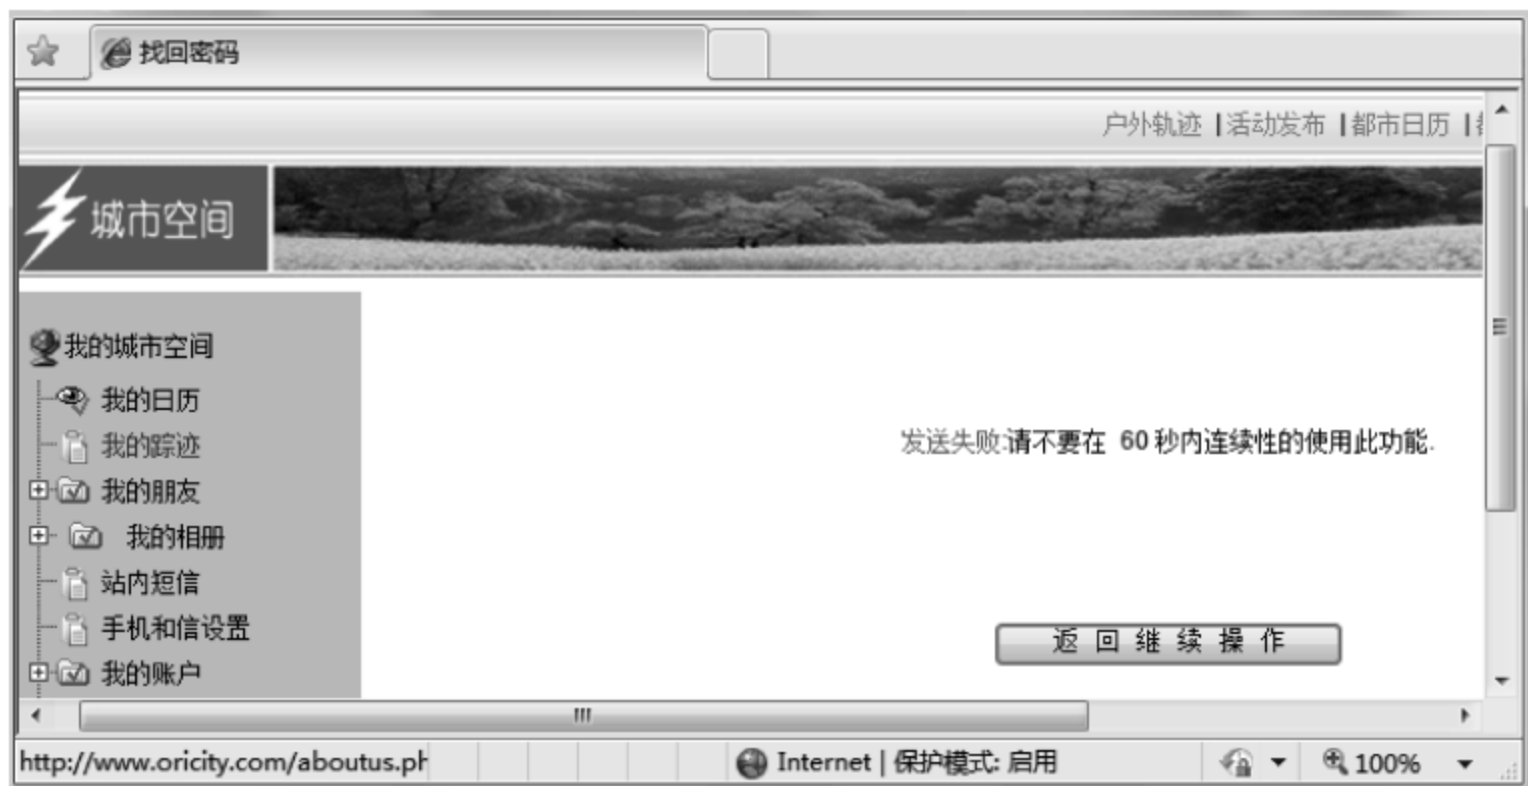 找回密码
户外轨迹 | 活动发布 | 都市日历 |
城市空间
我的城市空间
我的日历
我的踪迹
发送失败:请不要在 60 秒内连续性的使用此功能.
我的朋友
我的相册
站内短信
手机和信设置
返回继续操作
我的账户
http://www.oricity.com/aboutus.ph
Internet | 保护模式: 启用
100%